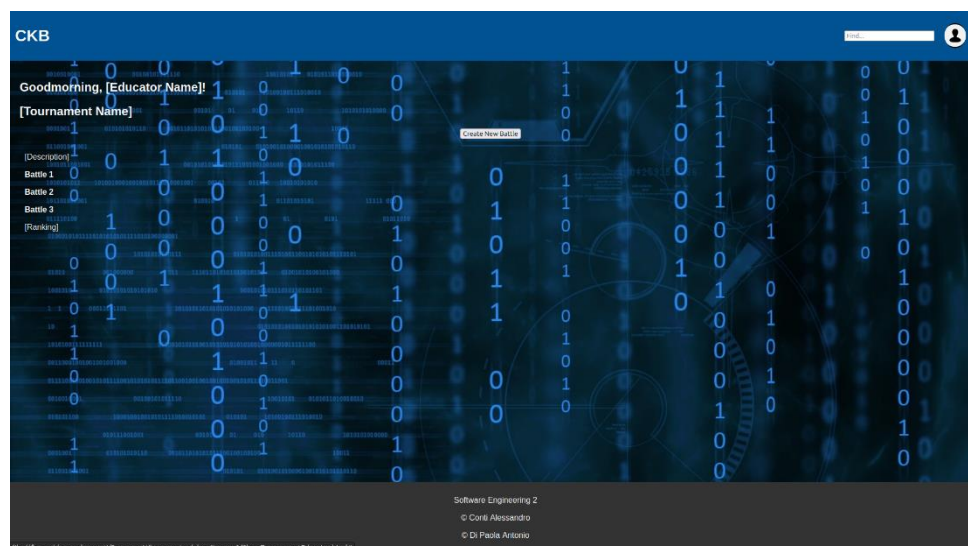 CKB
Find...
Goodmorning, [Educator Name]!
[Tournament Name]
Create New Battle
[Description]
Battle 1
Battle 2
Battle 3
[Ranking]
Software Engineering 2
© Conti Alessandro
© Di Paola Antonio